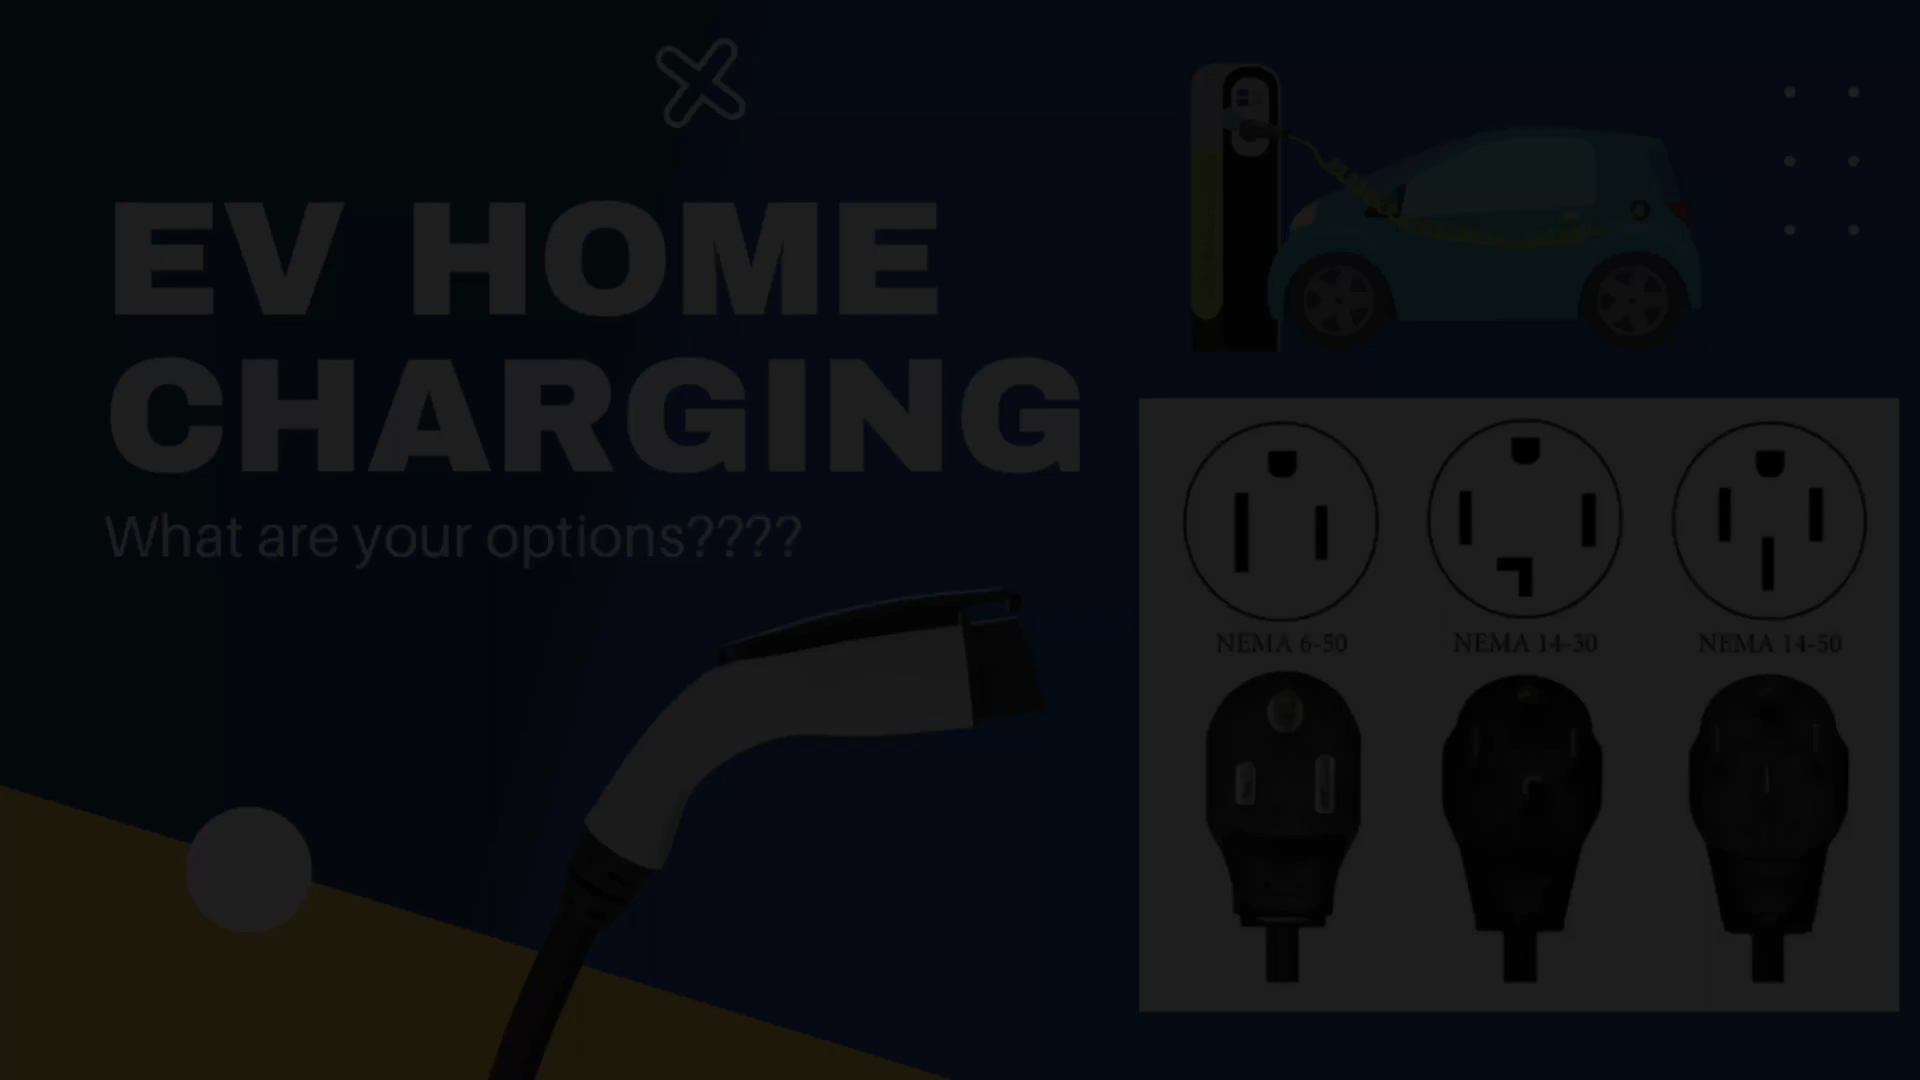 EV HOME
CHARGING
What are your options????
NEMA 6-50
NEMA 14-30
NEMA 14-50